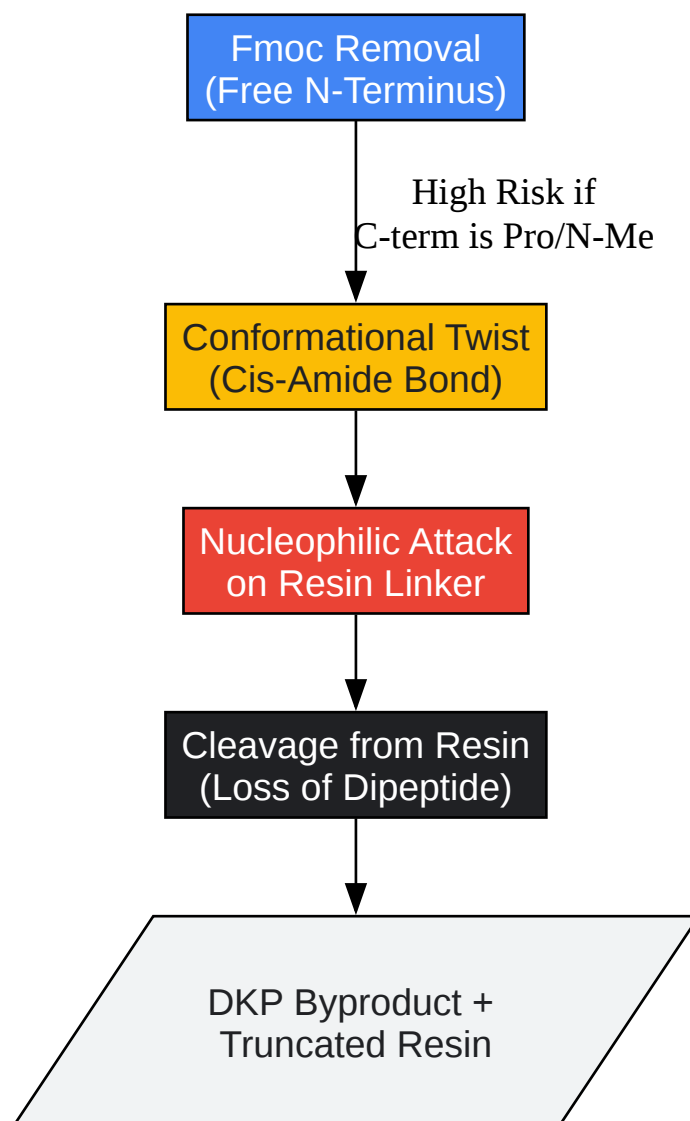 Fmoc Removal
(Free N-Terminus)
High Risk if
C-term is Pro/N-Me
Conformational Twist
(Cis-Amide Bond)
Nucleophilic Attack
on Resin Linker
Cleavage from Resin
(Loss of Dipeptide)
DKP Byproduct +
Truncated Resin